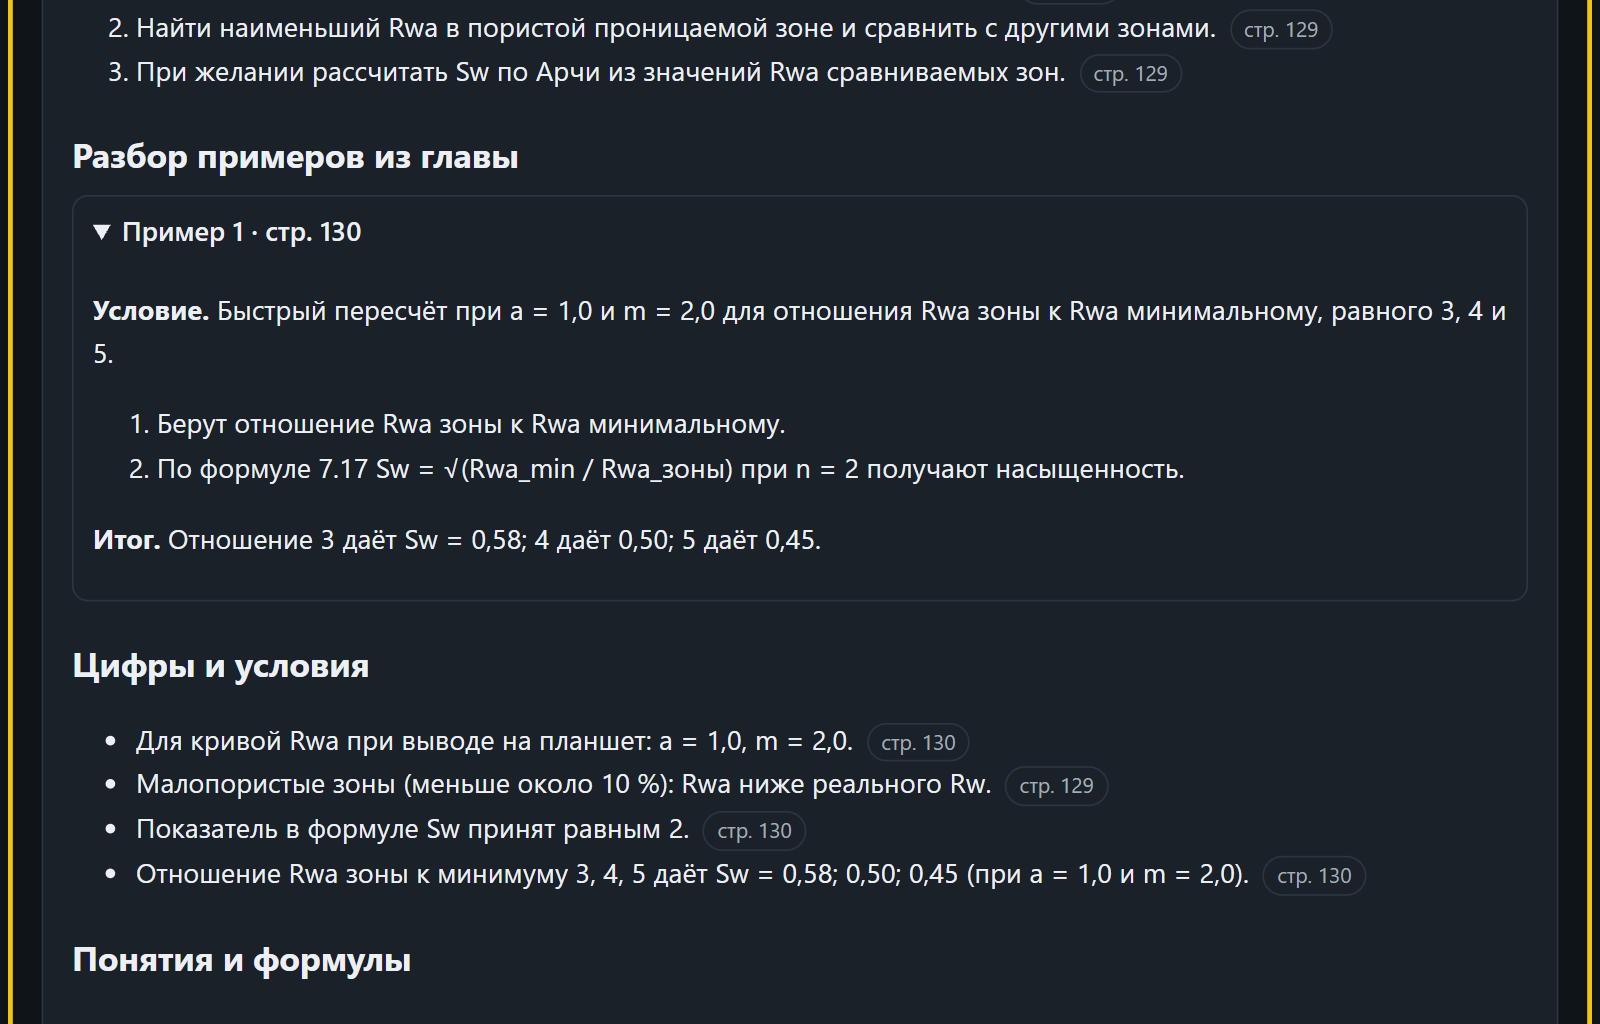 2. Найти наименьший Rwa в пористой проницаемой зоне и сравнить с другими зонами. стр. 129
3. При желании рассчитать Sw по Арчи из значений Rwa сравниваемых зон. стр. 129
Разбор примеров из главы
▼ Пример 1 · стр. 130
Условие. Быстрый пересчёт при a = 1,0 и m = 2,0 для отношения Rwa зоны к Rwa минимальному, равного 3, 4 и
5.
1. Берут отношение Rwa зоны к Rwa минимальному.
2. По формуле 7.17 Sw = √(Rwa_min / Rwa_зоны) при n = 2 получают насыщенность.
Итог. Отношение 3 даёт Sw = 0,58; 4 даёт 0,50; 5 даёт 0,45.
Цифры и условия
• Для кривой Rwa при выводе на планшет: a = 1,0, m = 2,0. стр. 130
• Малопористые зоны (меньше около 10 %): Rwa ниже реального Rw. стр. 129
• Показатель в формуле Sw принят равным 2. стр. 130
• Отношение Rwa зоны к минимуму 3, 4, 5 даёт Sw = 0,58; 0,50; 0,45 (при a = 1,0 и m = 2,0). стр. 130
Понятия и формулы